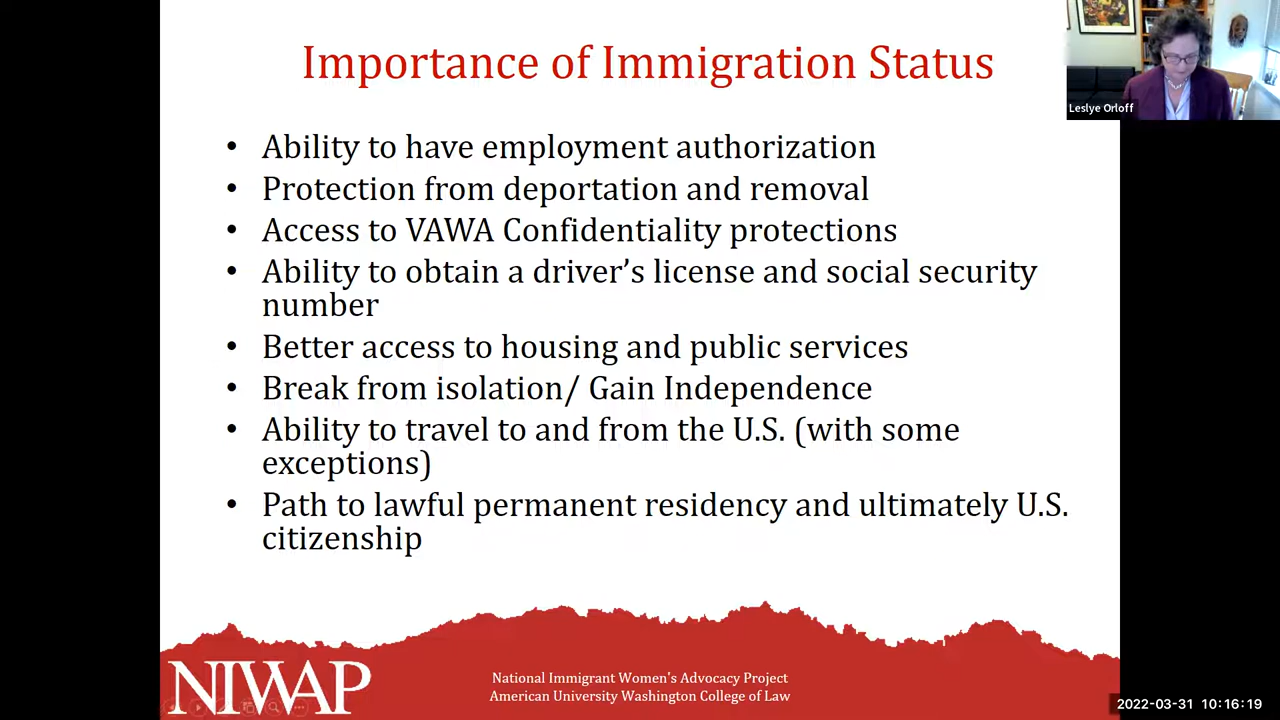 Importance of Immigration Status
Leslye Orloff
• Ability to have employment authorization
• Protection from deportation and removal
• Access to VAWA Confidentiality protections
• Ability to obtain a driver’s license and social security
number
• Better access to housing and public services
• Break from isolation/ Gain Independence
• Ability to travel to and from the U.S. (with some
exceptions)
• Path to lawful permanent residency and ultimately U.S.
citizenship
NIWAP
National Immigrant Women's Advocacy Project
American University Washington College of Law
2022-03-31 10:16:19